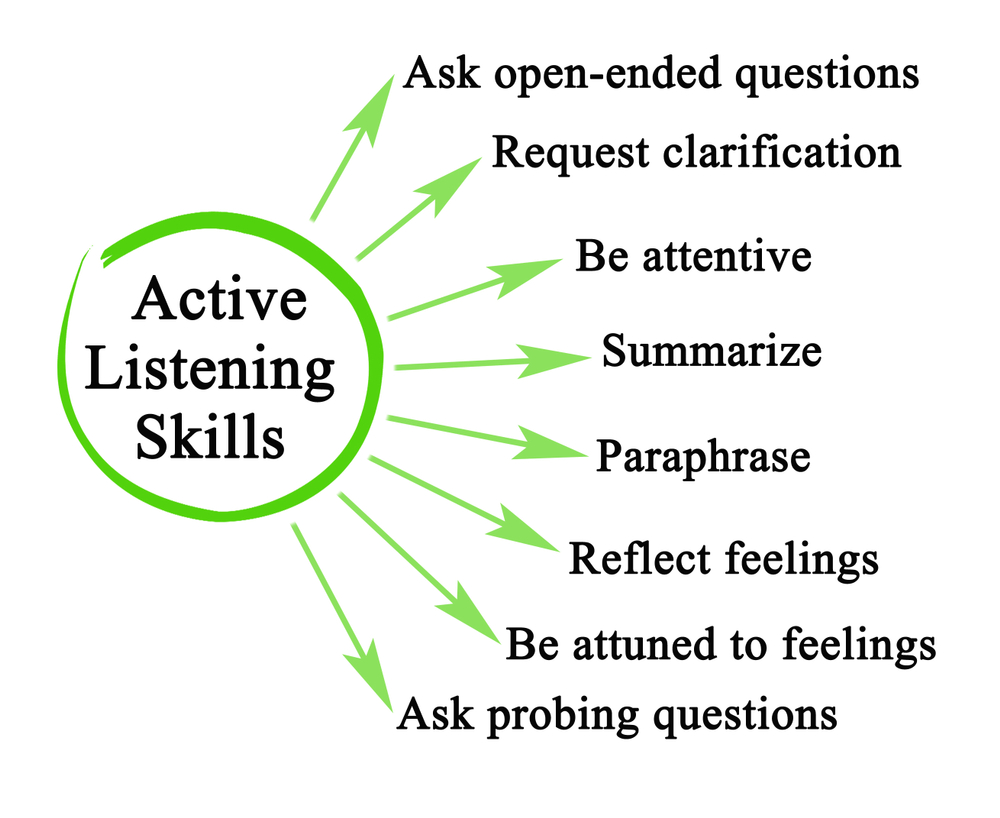 Active
Listening
Skills
Ask open-ended questions
Request clarification
Be attentive
Summarize
Paraphrase
Reflect feelings
Be attuned to feelings
Ask probing questions